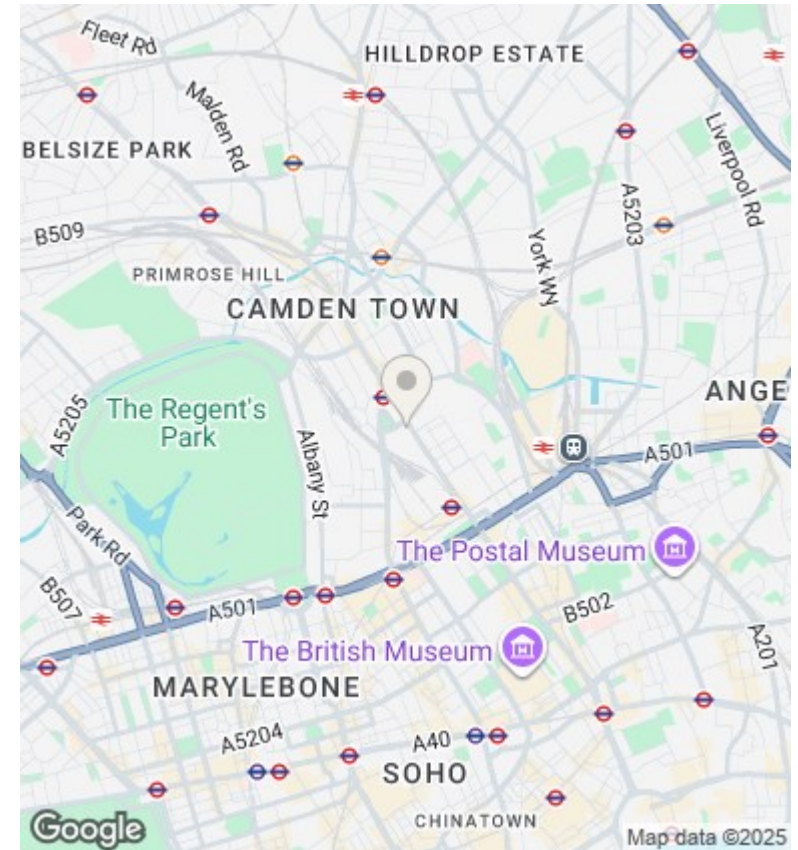 Fleet Rd
HILLDROP ESTATE
Malden Rd
Liverpool Rd
BELSIZE PARK
A5203
B509
York Wy
PRIMROSE HILL
CAMDEN TOWN
ANGE
A5205
The Regent's
Park
Albany St
A501
Park Rd
The Postal Museum
B507
A501
B502
The British Museum
A201
MARYLEBONE
A5204
A40
SOHO
CHINATOWN
Google
Map data ©2025